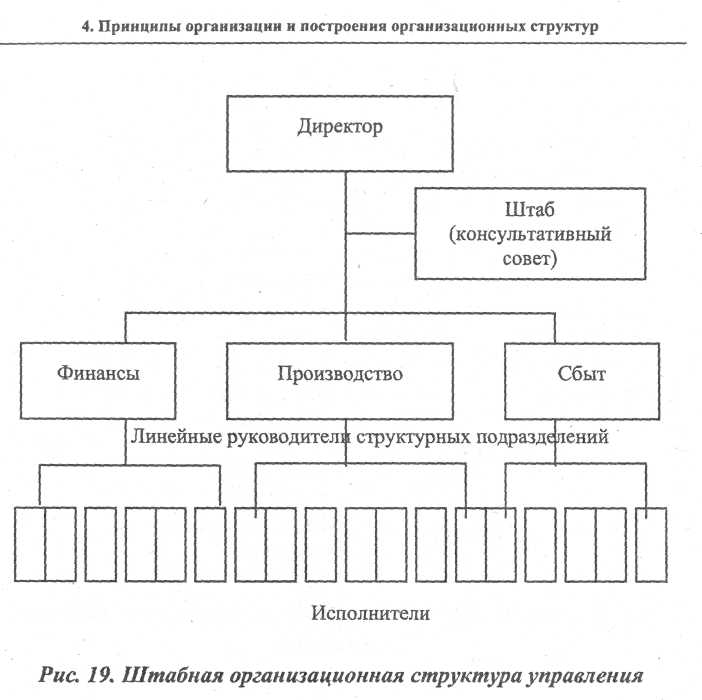 4. Принципы организации и построения организационных структур
Директор
Штаб
(консультативный
совет)
Финансы
Производство
Сбыт
Линейные руководители структурных подразделений
Исполнители
Рис. 19. Штабная организационная структура управления